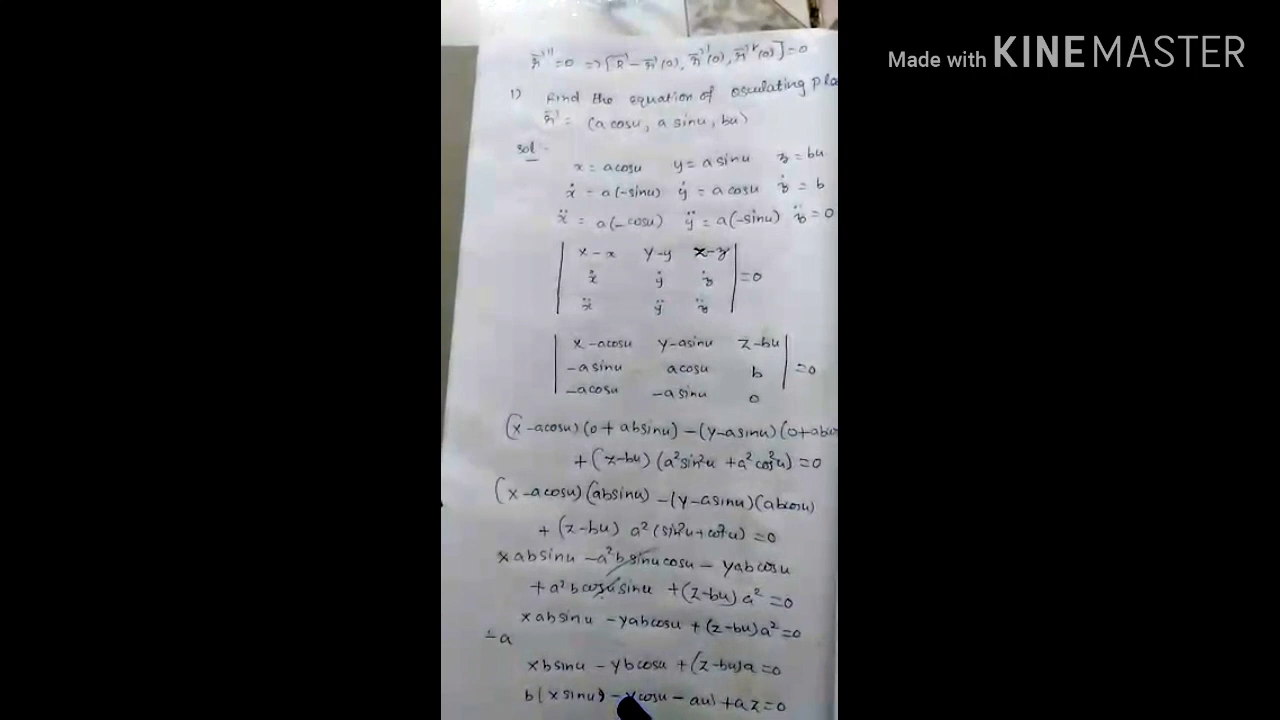 Made with KINEMASTER
r̄''' = 0 => [R̄ - r̄(0), r̄'(0), r̄''(0)] = 0
1) Find the equation of osculating pla
r̄ = (a cosu, a sinu, bu)
sol -
x = a cosu y = a sinu z = bu
ẋ = a(-sinu) ẏ = a cosu ż = b
ẍ = a(-cosu) ÿ = a(-sinu) z̈ = 0
| X-x Y-y Z-z |
| ẋ ẏ ż | = 0
| ẍ ÿ z̈ |
| X-acosu Y-asinu Z-bu |
| -asinu acosu b | = 0
| -acosu -asinu 0 |
(X-acosu)(0+absinu) -(Y-asinu)(0+abco
+(Z-bu)(a²sin²u + a²cos²u) = 0
(X-acosu)(absinu) -(Y-asinu)(abcosu)
+ (Z-bu) a²(sin²u+cos²u) = 0
Xabsinu - a²bsinucosu - Yabcosu
+ a²bcosusinu + (Z-bu)a² = 0
Xabsinu - Yabcosu + (Z-bu)a² = 0
÷a
Xbsinu - Ybcosu + (Z-bu)a = 0
b(Xsinu) - Ycosu - au) + aZ = 0